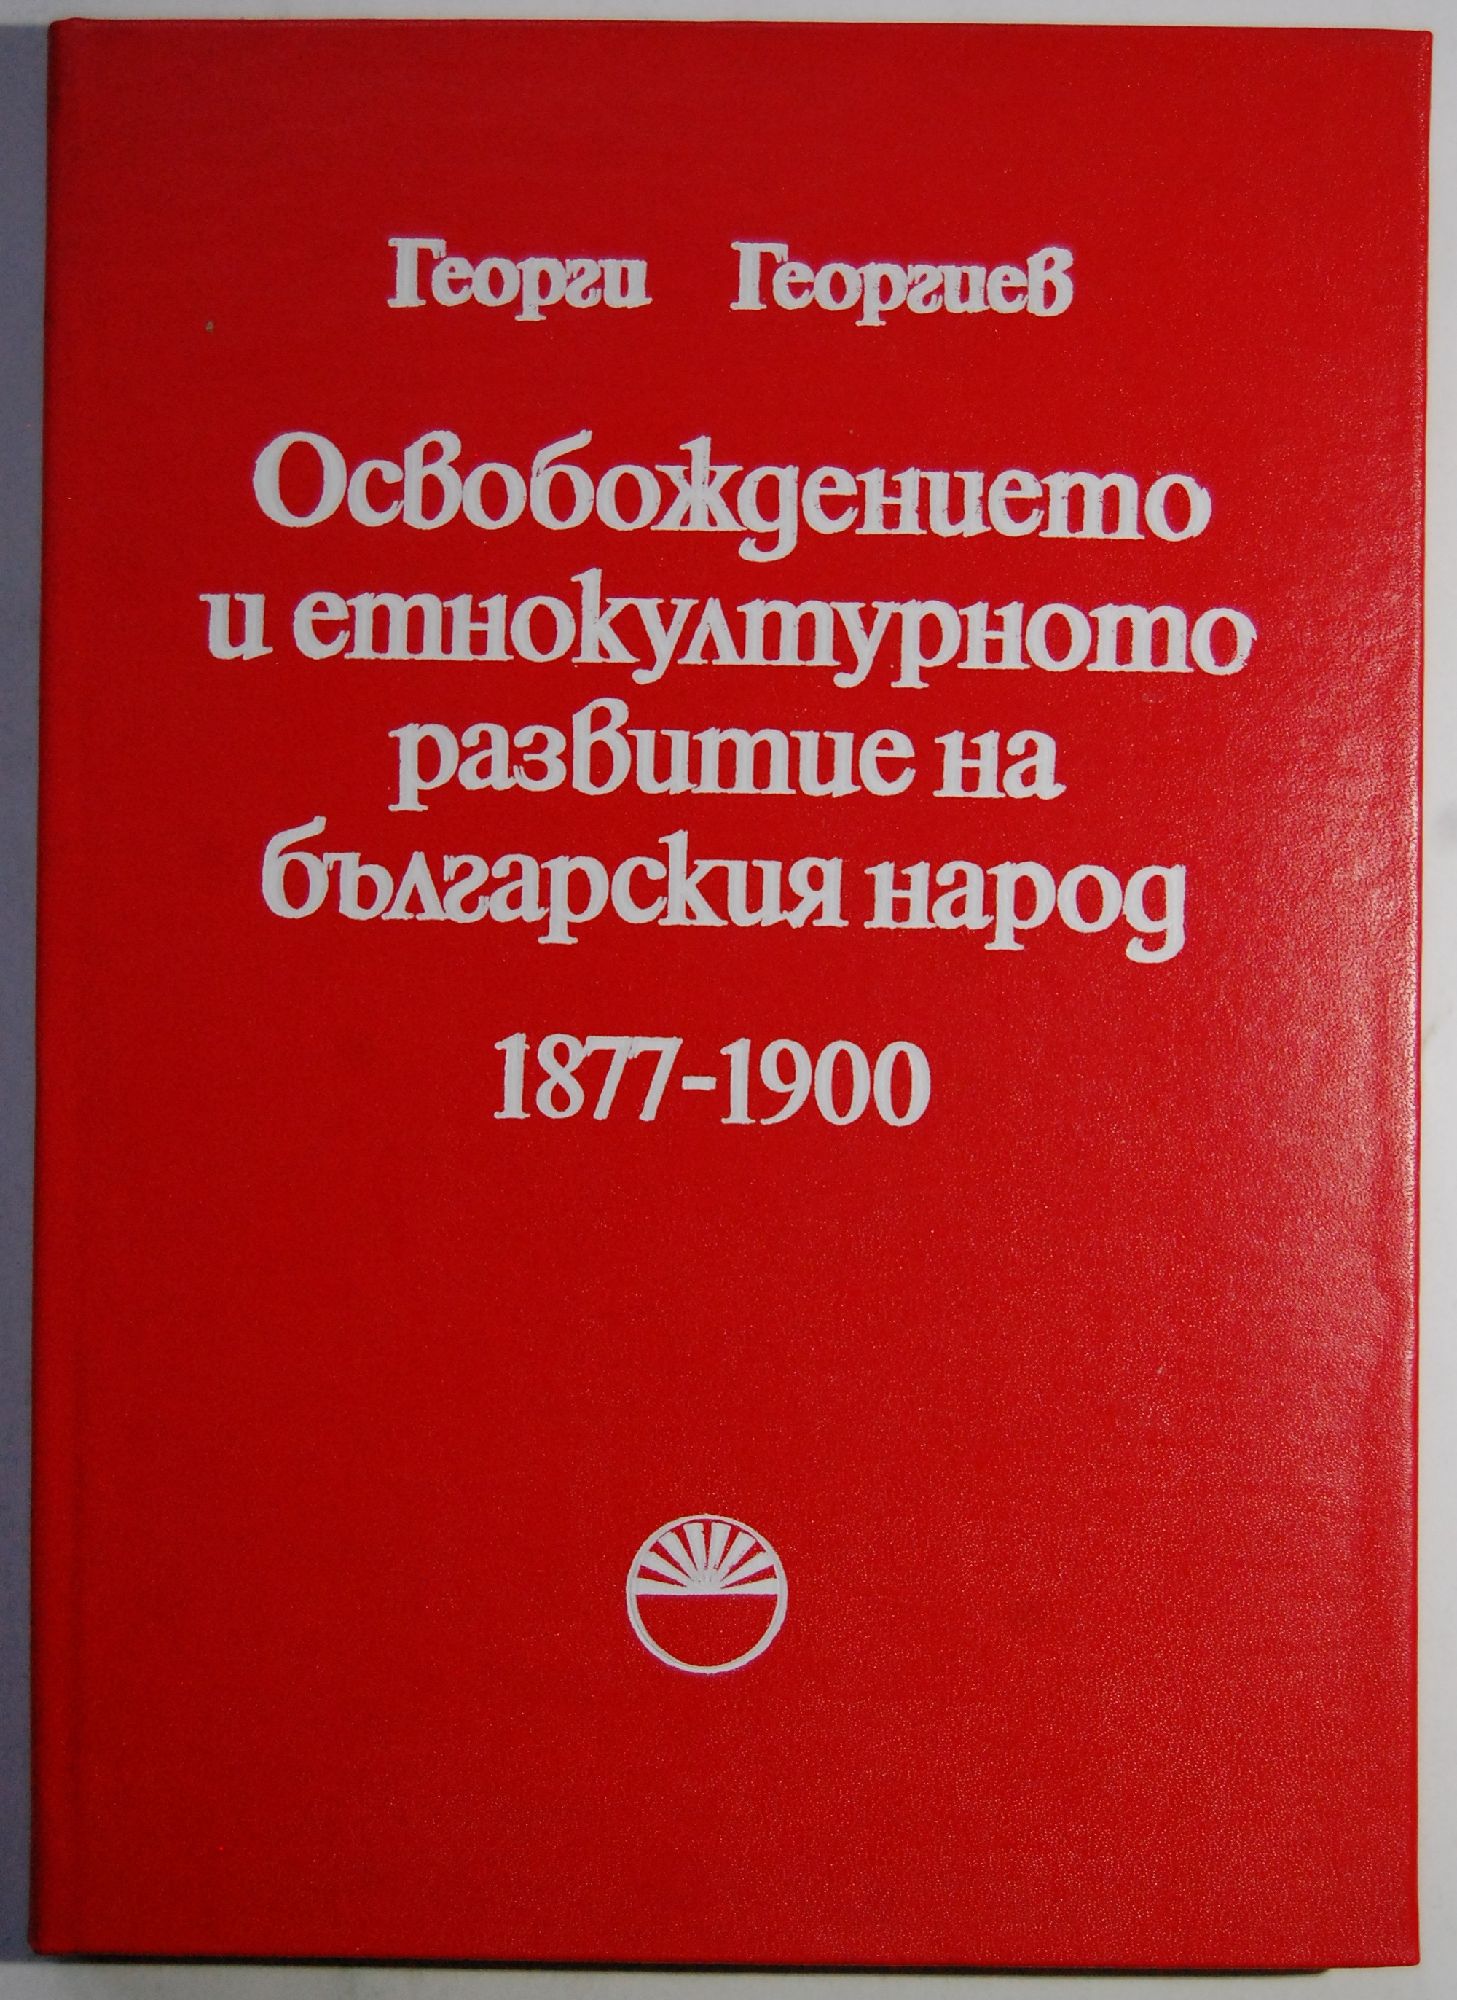 Георги Георгиев
Освобождението
и етнокултурното
развитие на
българския народ
1877-1900